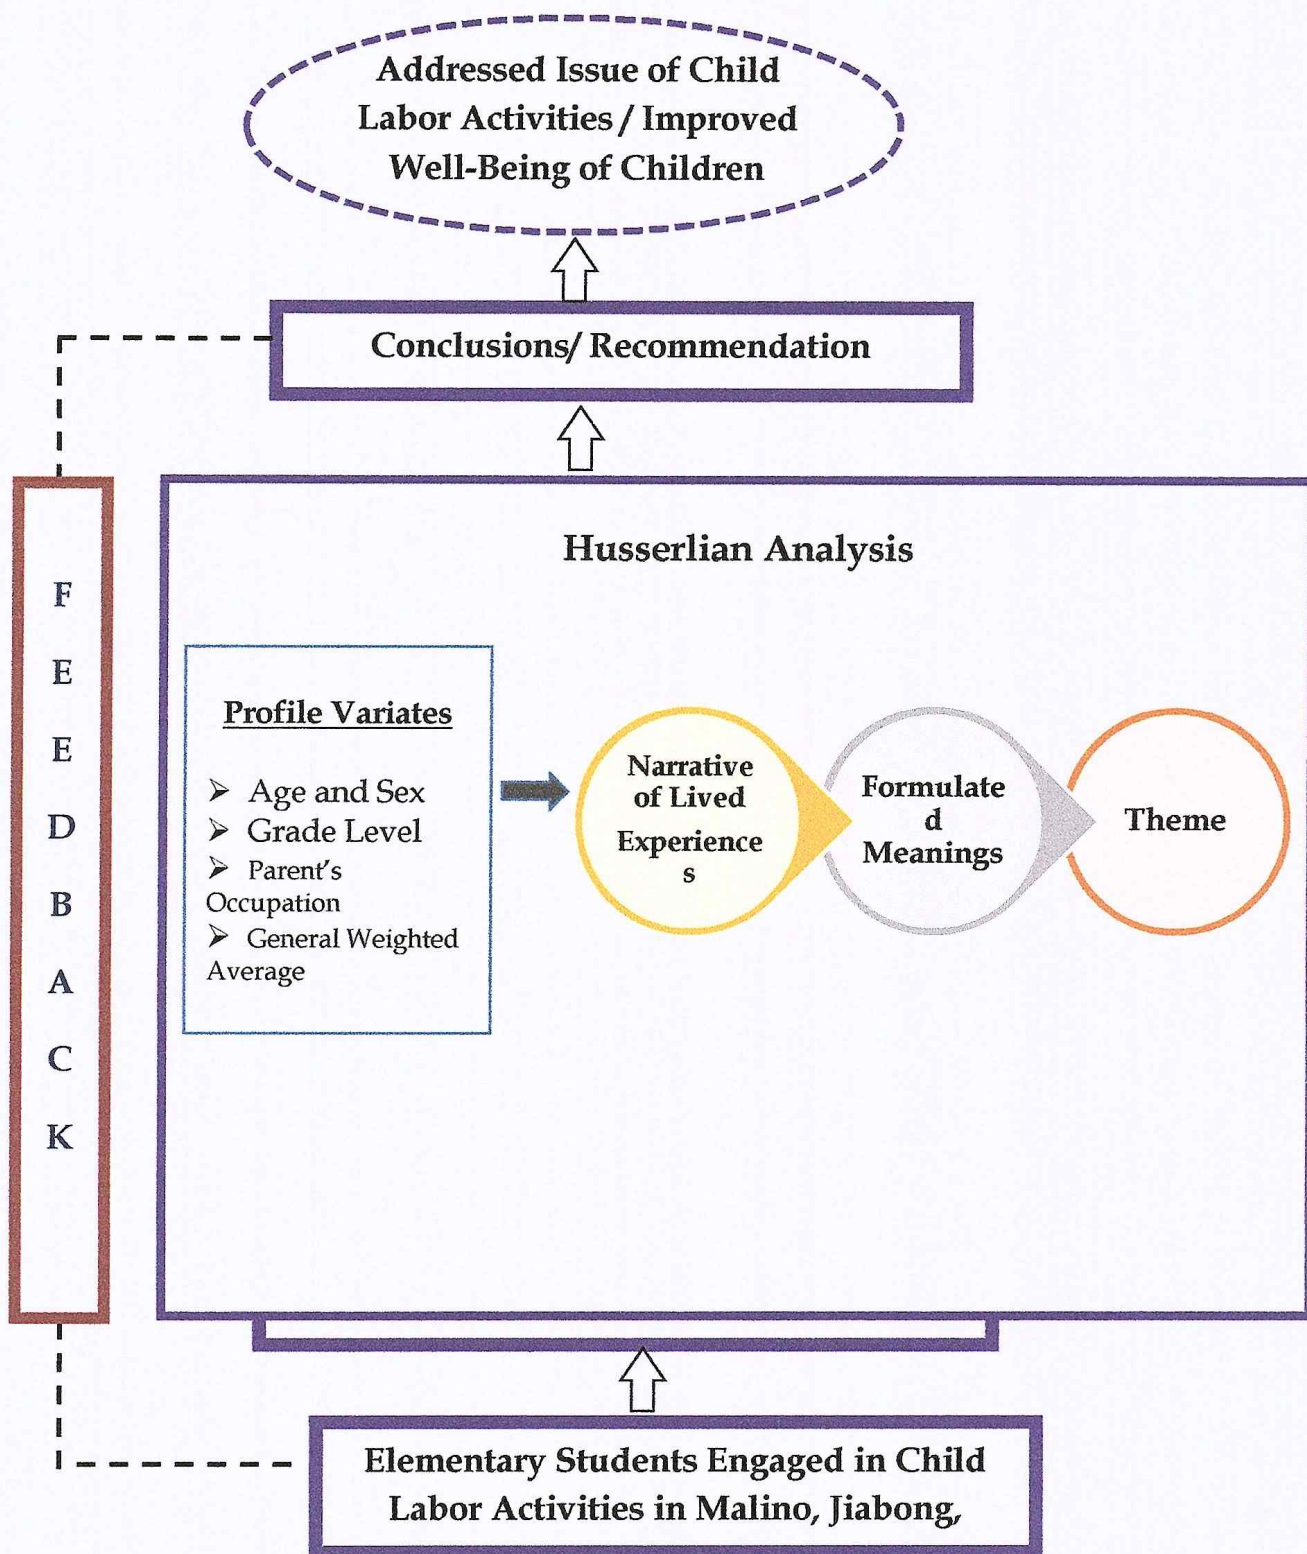 Addressed Issue of Child
Labor Activities / Improved
Well-Being of Children
Conclusions/ Recommendation
F
E
E
D
B
A
C
K
Husserlian Analysis
Profile Variates
➢ Age and Sex
➢ Grade Level
➢ Parent's
Occupation
➢ General Weighted
Average
Narrative
of Lived
Experience
s
Formulate
d
Meanings
Theme
Elementary Students Engaged in Child
Labor Activities in Malino, Jiabong,